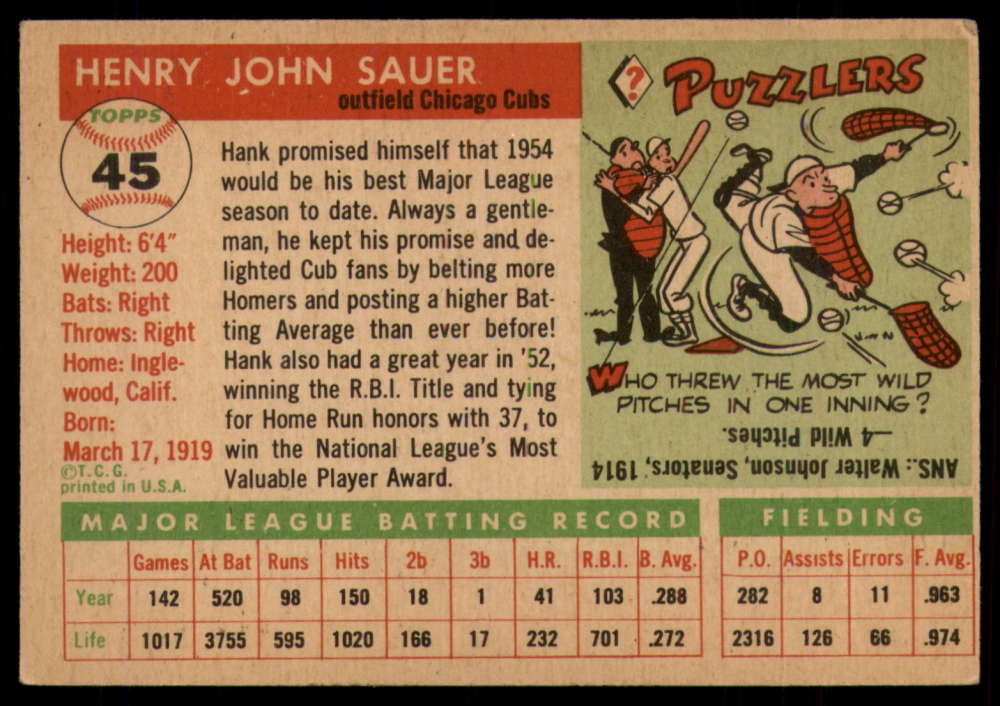 HENRY JOHN SAUER
outfield Chicago Cubs
TOPPS
45
Height: 6'4"
Weight: 200
Bats: Right
Throws: Right
Home: Ingle-
wood, Calif.
Born:
March 17, 1919
©T.C.G.
printed in U.S.A.
Hank promised himself that 1954
would be his best Major League
season to date. Always a gentle-
man, he kept his promise and de-
lighted Cub fans by belting more
Homers and posting a higher Bat-
ting Average than ever before!
Hank also had a great year in '52,
winning the R.B.I. Title and tying
for Home Run honors with 37, to
win the National League's Most
Valuable Player Award.
? PUZZLERS
WHO THREW THE MOST WILD
PITCHES IN ONE INNING?
ANS.: Walter Johnson, Senators, 1914
—4 Wild Pitches.
MAJOR LEAGUE BATTING RECORD
Games At Bat Runs Hits 2b 3b H.R. R.B.I. B. Avg.
Year 142 520 98 150 18 1 41 103 .288
Life 1017 3755 595 1020 166 17 232 701 .272
FIELDING
P.O. Assists Errors F. Avg.
282 8 11 .963
2316 126 66 .974